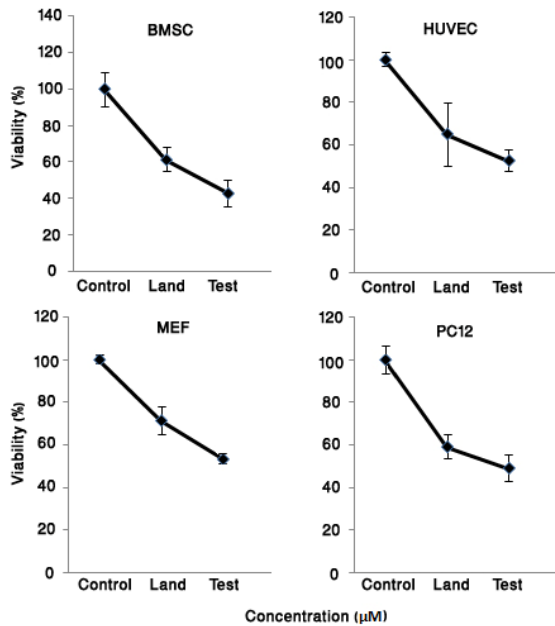 BMSC
Viability (%)
140
120
100
80
60
40
20
0
Control Land Test
HUVEC
120
100
80
60
40
20
0
Control Land Test
MEF
Viability (%)
120
100
80
60
40
20
0
Control Land Test
PC12
120
100
80
60
40
20
0
Control Land Test
Concentration (μM)